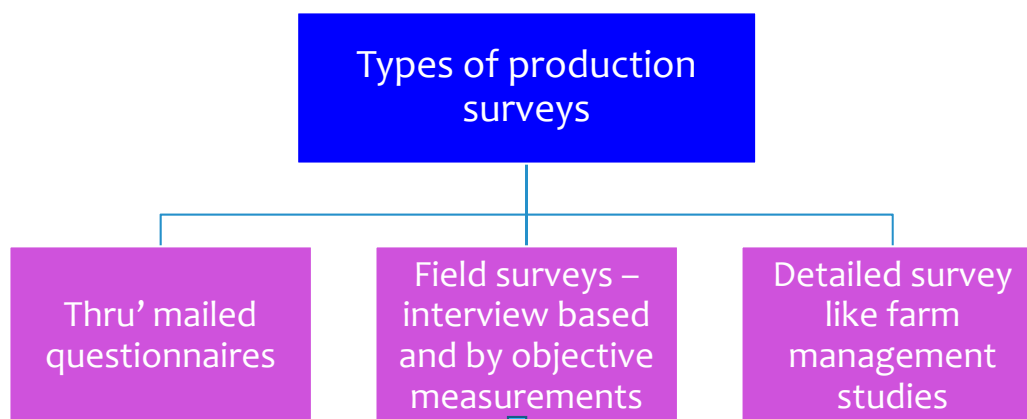 Types of production
surveys
Thru’ mailed
questionnaires
Field surveys –
interview based
and by objective
measurements
Detailed survey
like farm
management
studies